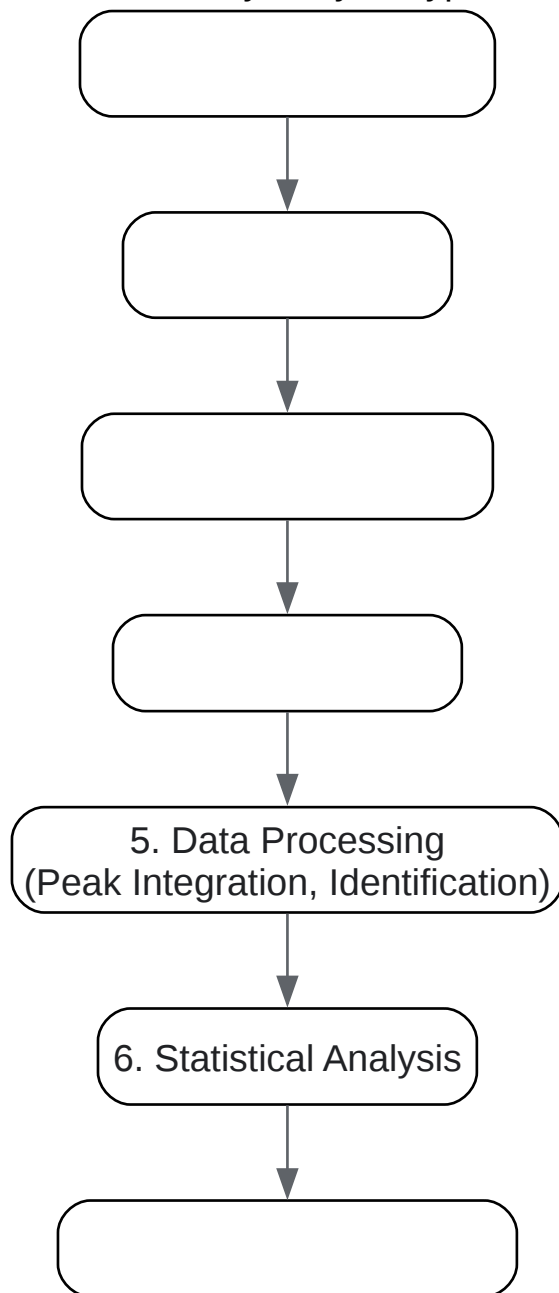 5. Data Processing
(Peak Integration, Identification)
6. Statistical Analysis